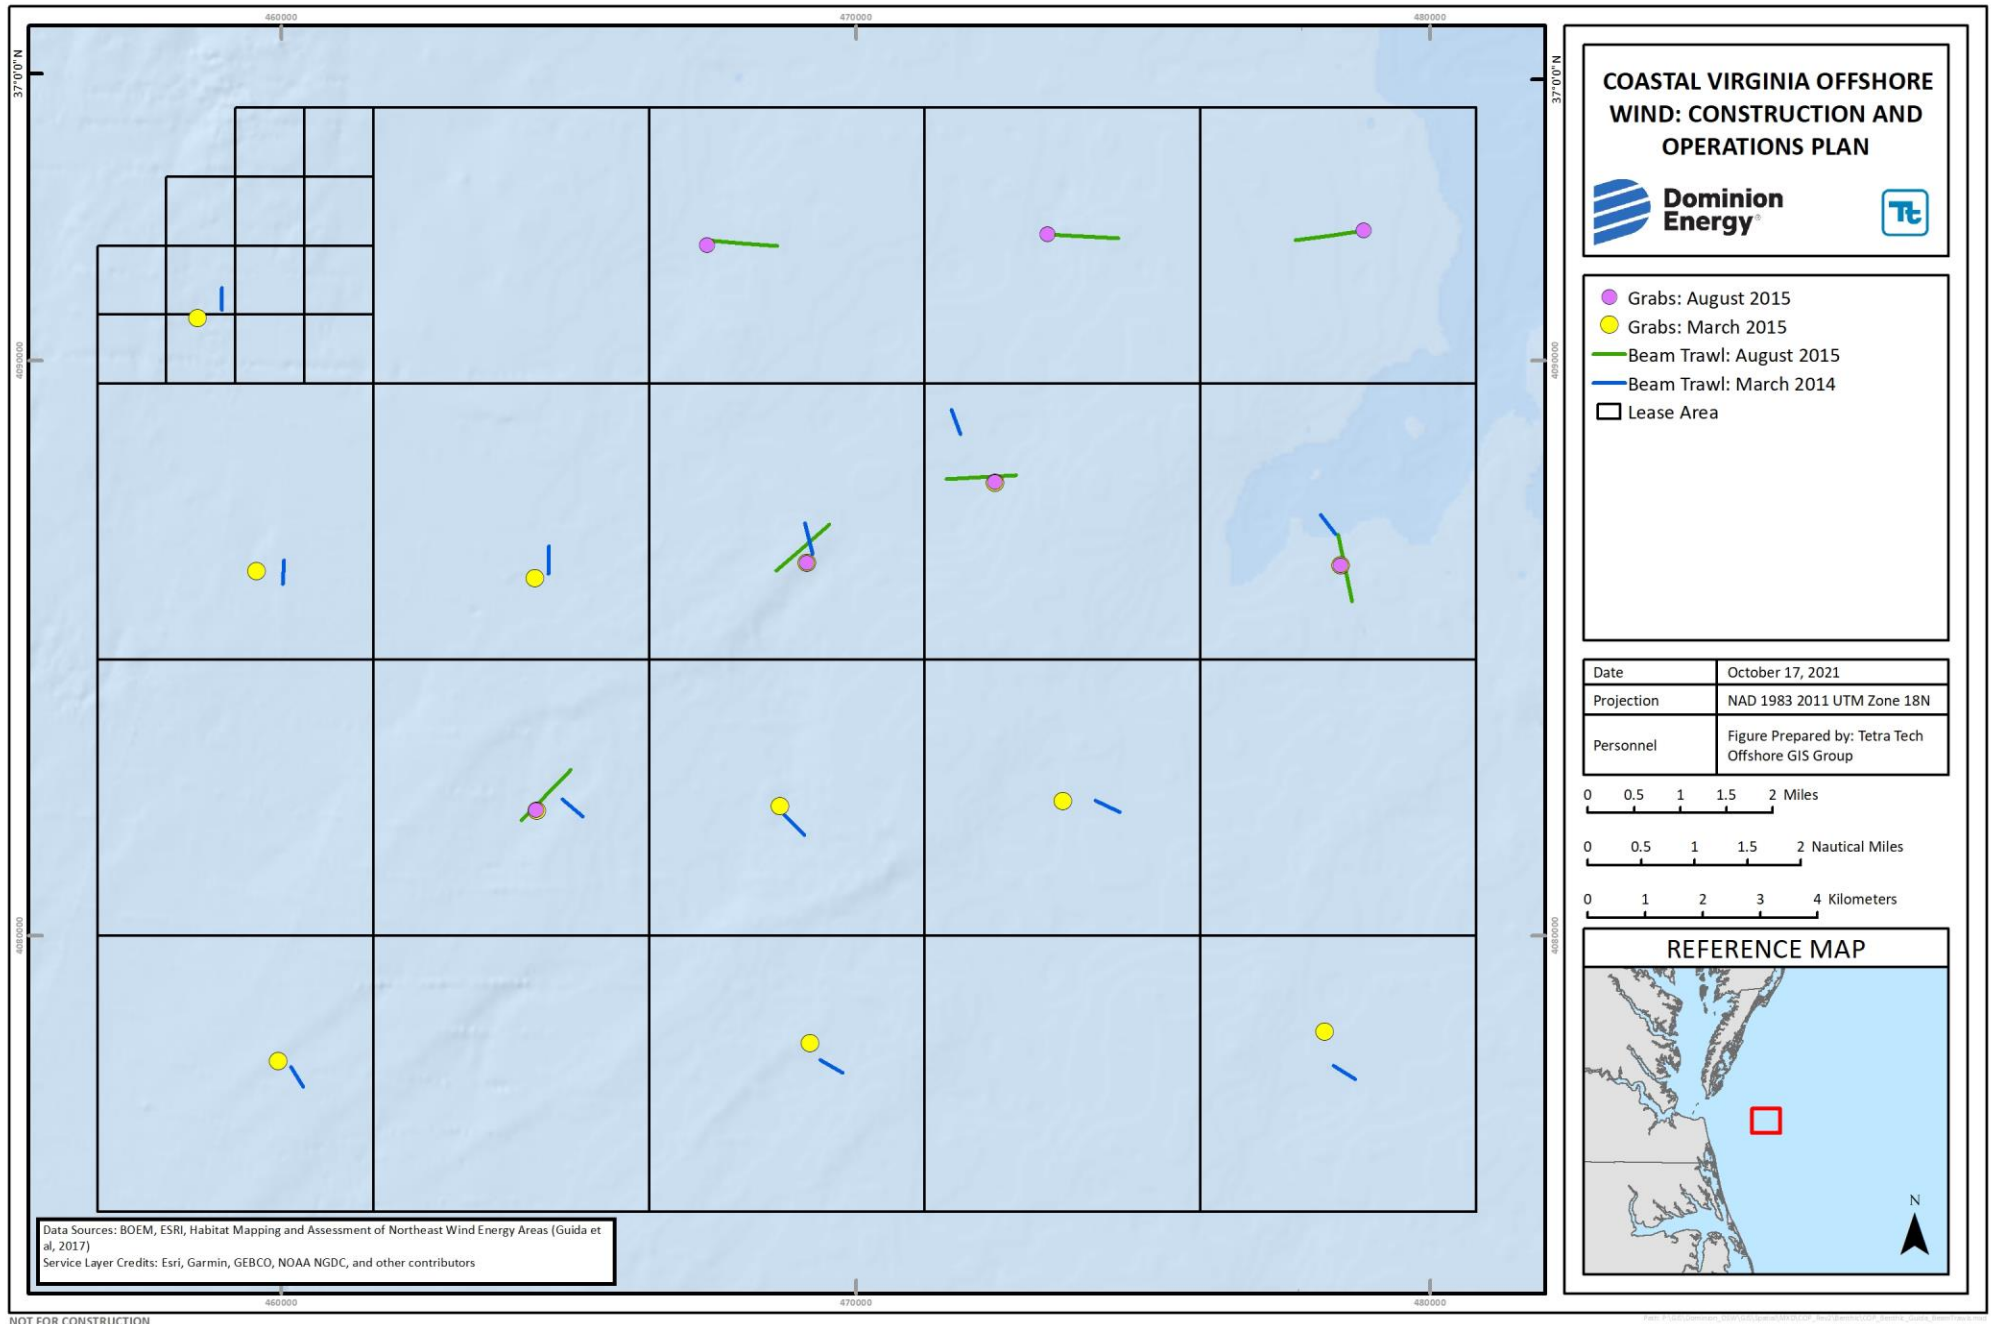 460000
470000
480000
37°0'0"N
37°0'0"N
4090000
4090000
4080000
4080000
460000
470000
480000
COASTAL VIRGINIA OFFSHORE
WIND: CONSTRUCTION AND
OPERATIONS PLAN
Dominion
Energy®
Tt
Grabs: August 2015
Grabs: March 2015
Beam Trawl: August 2015
Beam Trawl: March 2014
Lease Area
Date October 17, 2021
Projection NAD 1983 2011 UTM Zone 18N
Personnel Figure Prepared by: Tetra Tech
Offshore GIS Group
0 0.5 1 1.5 2 Miles
0 0.5 1 1.5 2 Nautical Miles
0 1 2 3 4 Kilometers
REFERENCE MAP
N
Data Sources: BOEM, ESRI, Habitat Mapping and Assessment of Northeast Wind Energy Areas (Guida et
al, 2017)
Service Layer Credits: Esri, Garmin, GEBCO, NOAA NGDC, and other contributors
NOT FOR CONSTRUCTION